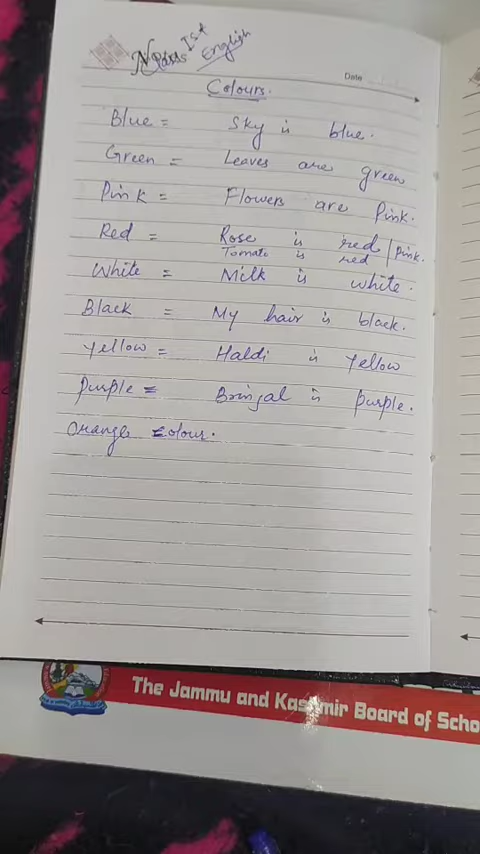 Class Ist
English
Date
Colours.
Blue = Sky is blue.
Green = Leaves are green
Pink = Flowers are Pink.
Red = Rose is red / Pink.
Tomato is red
White = Milk is white.
Black = My hair is black.
Yellow = Haldi is Yellow
Purple = Brinjal is purple.
Orange colour.
The Jammu and Kashmir Board of Scho